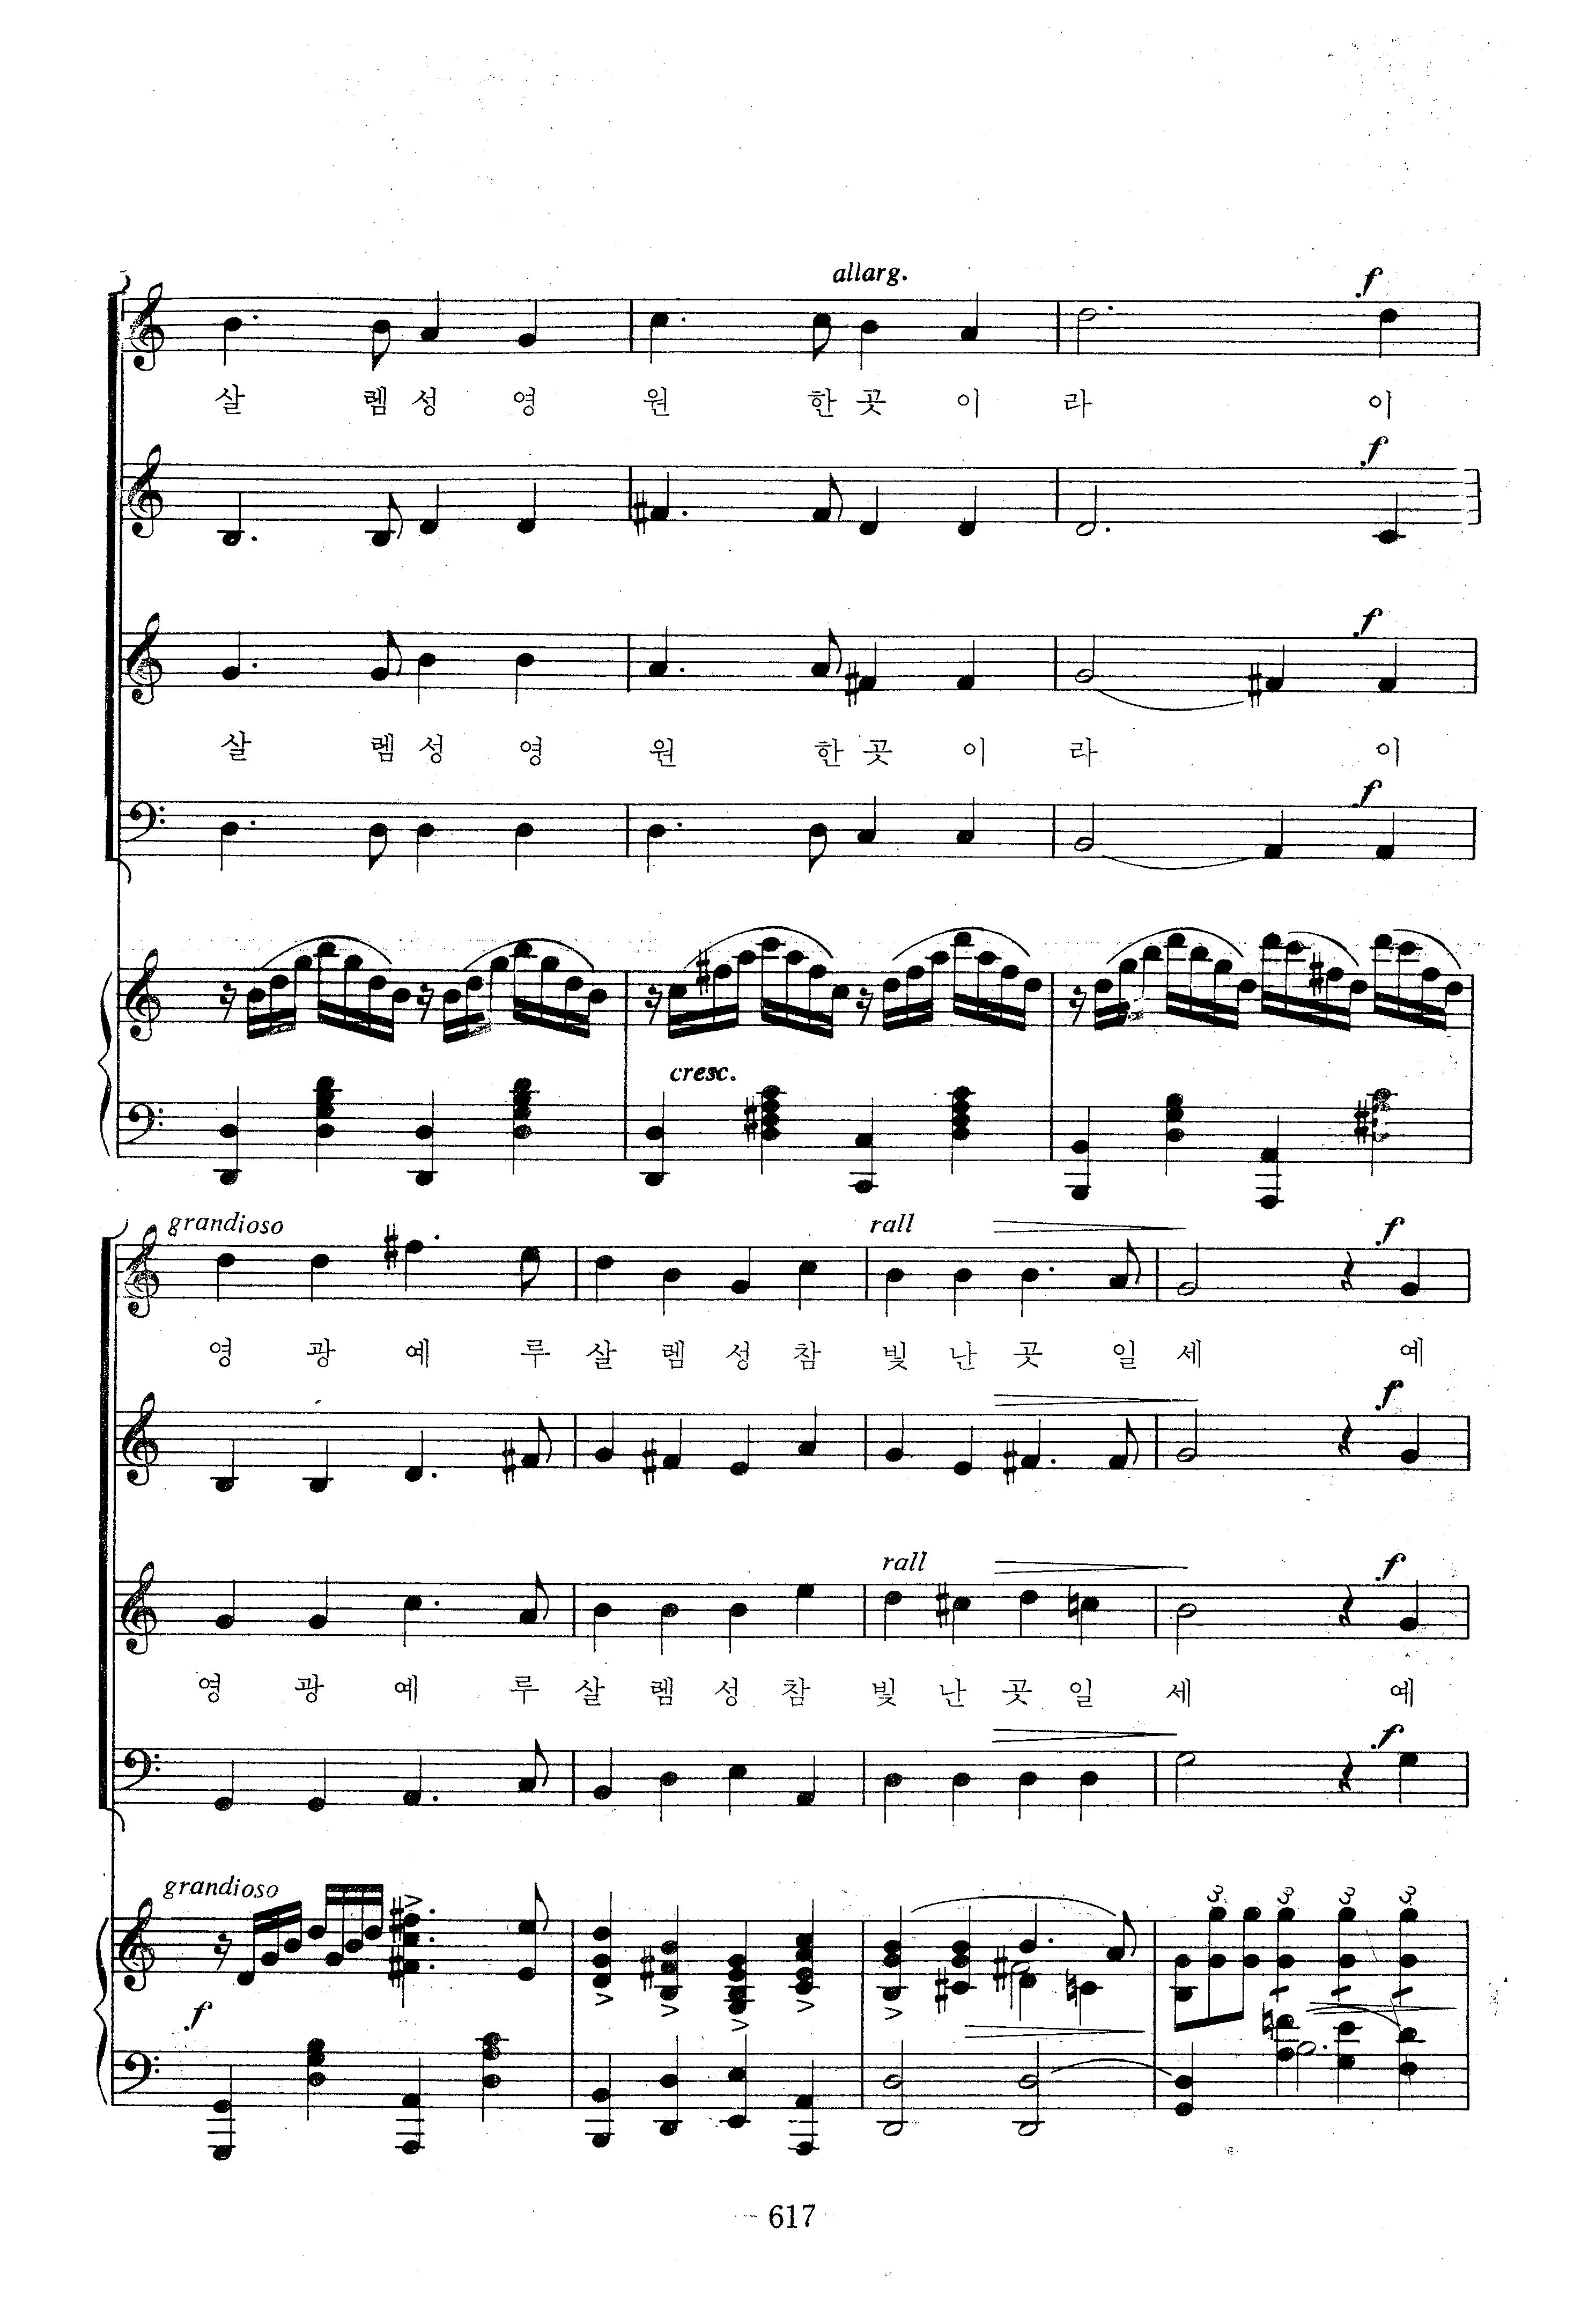 allarg.
f
살 렘 성 영 원 한 곳 이 라 이
f
f
살 렘 성 영 원 한 곳 이 라 이
f
cresc.
grandioso rall f
영 광 예 루 살 렘 성 참 빛 난 곳 일 세 예
f
rall f
영 광 예 루 살 렘 성 참 빛 난 곳 일 세 예
f
grandioso
3 3 3 3
f
617